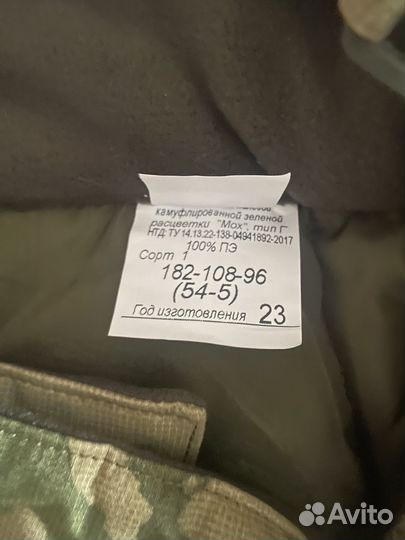 камуфлированной зеленой
расцветки "Мох", тип Г
НТД: ТУ 14.13.22-138-04941892-2017
100% ПЭ
Сорт 1
182-108-96
(54-5)
Год изготовления 23
Avito